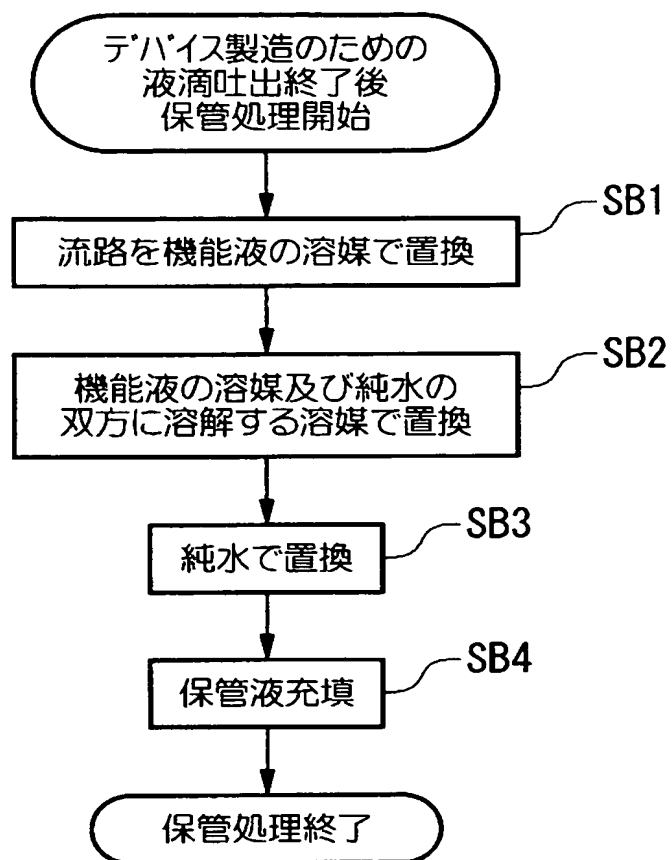 デバイス製造のための
液滴吐出終了後
保管処理開始
SB1
流路を機能液の溶媒で置換
SB2
機能液の溶媒及び純水の
双方に溶解する溶媒で置換
SB3
純水で置換
SB4
保管液充填
保管処理終了